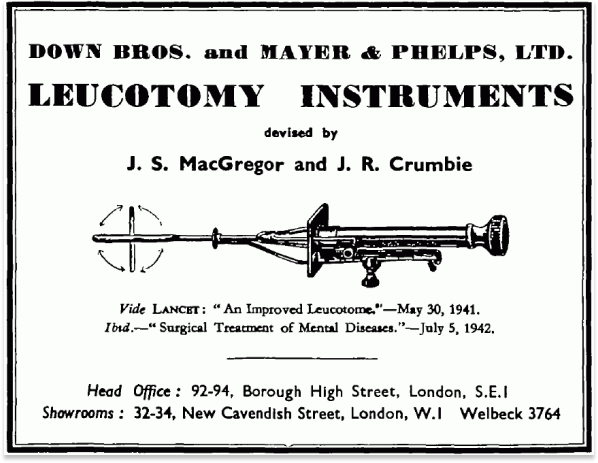 DOWN BROS. and MAYER & PHELPS, LTD.
LEUCOTOMY INSTRUMENTS
devised by
J. S. MacGregor and J. R. Crumbie
Vide LANCET: "An Improved Leucotome."—May 30, 1941.
Ibid.—"Surgical Treatment of Mental Diseases."—July 5, 1942.
Head Office : 92-94, Borough High Street, London, S.E.1
Showrooms : 32-34, New Cavendish Street, London, W.1 Welbeck 3764